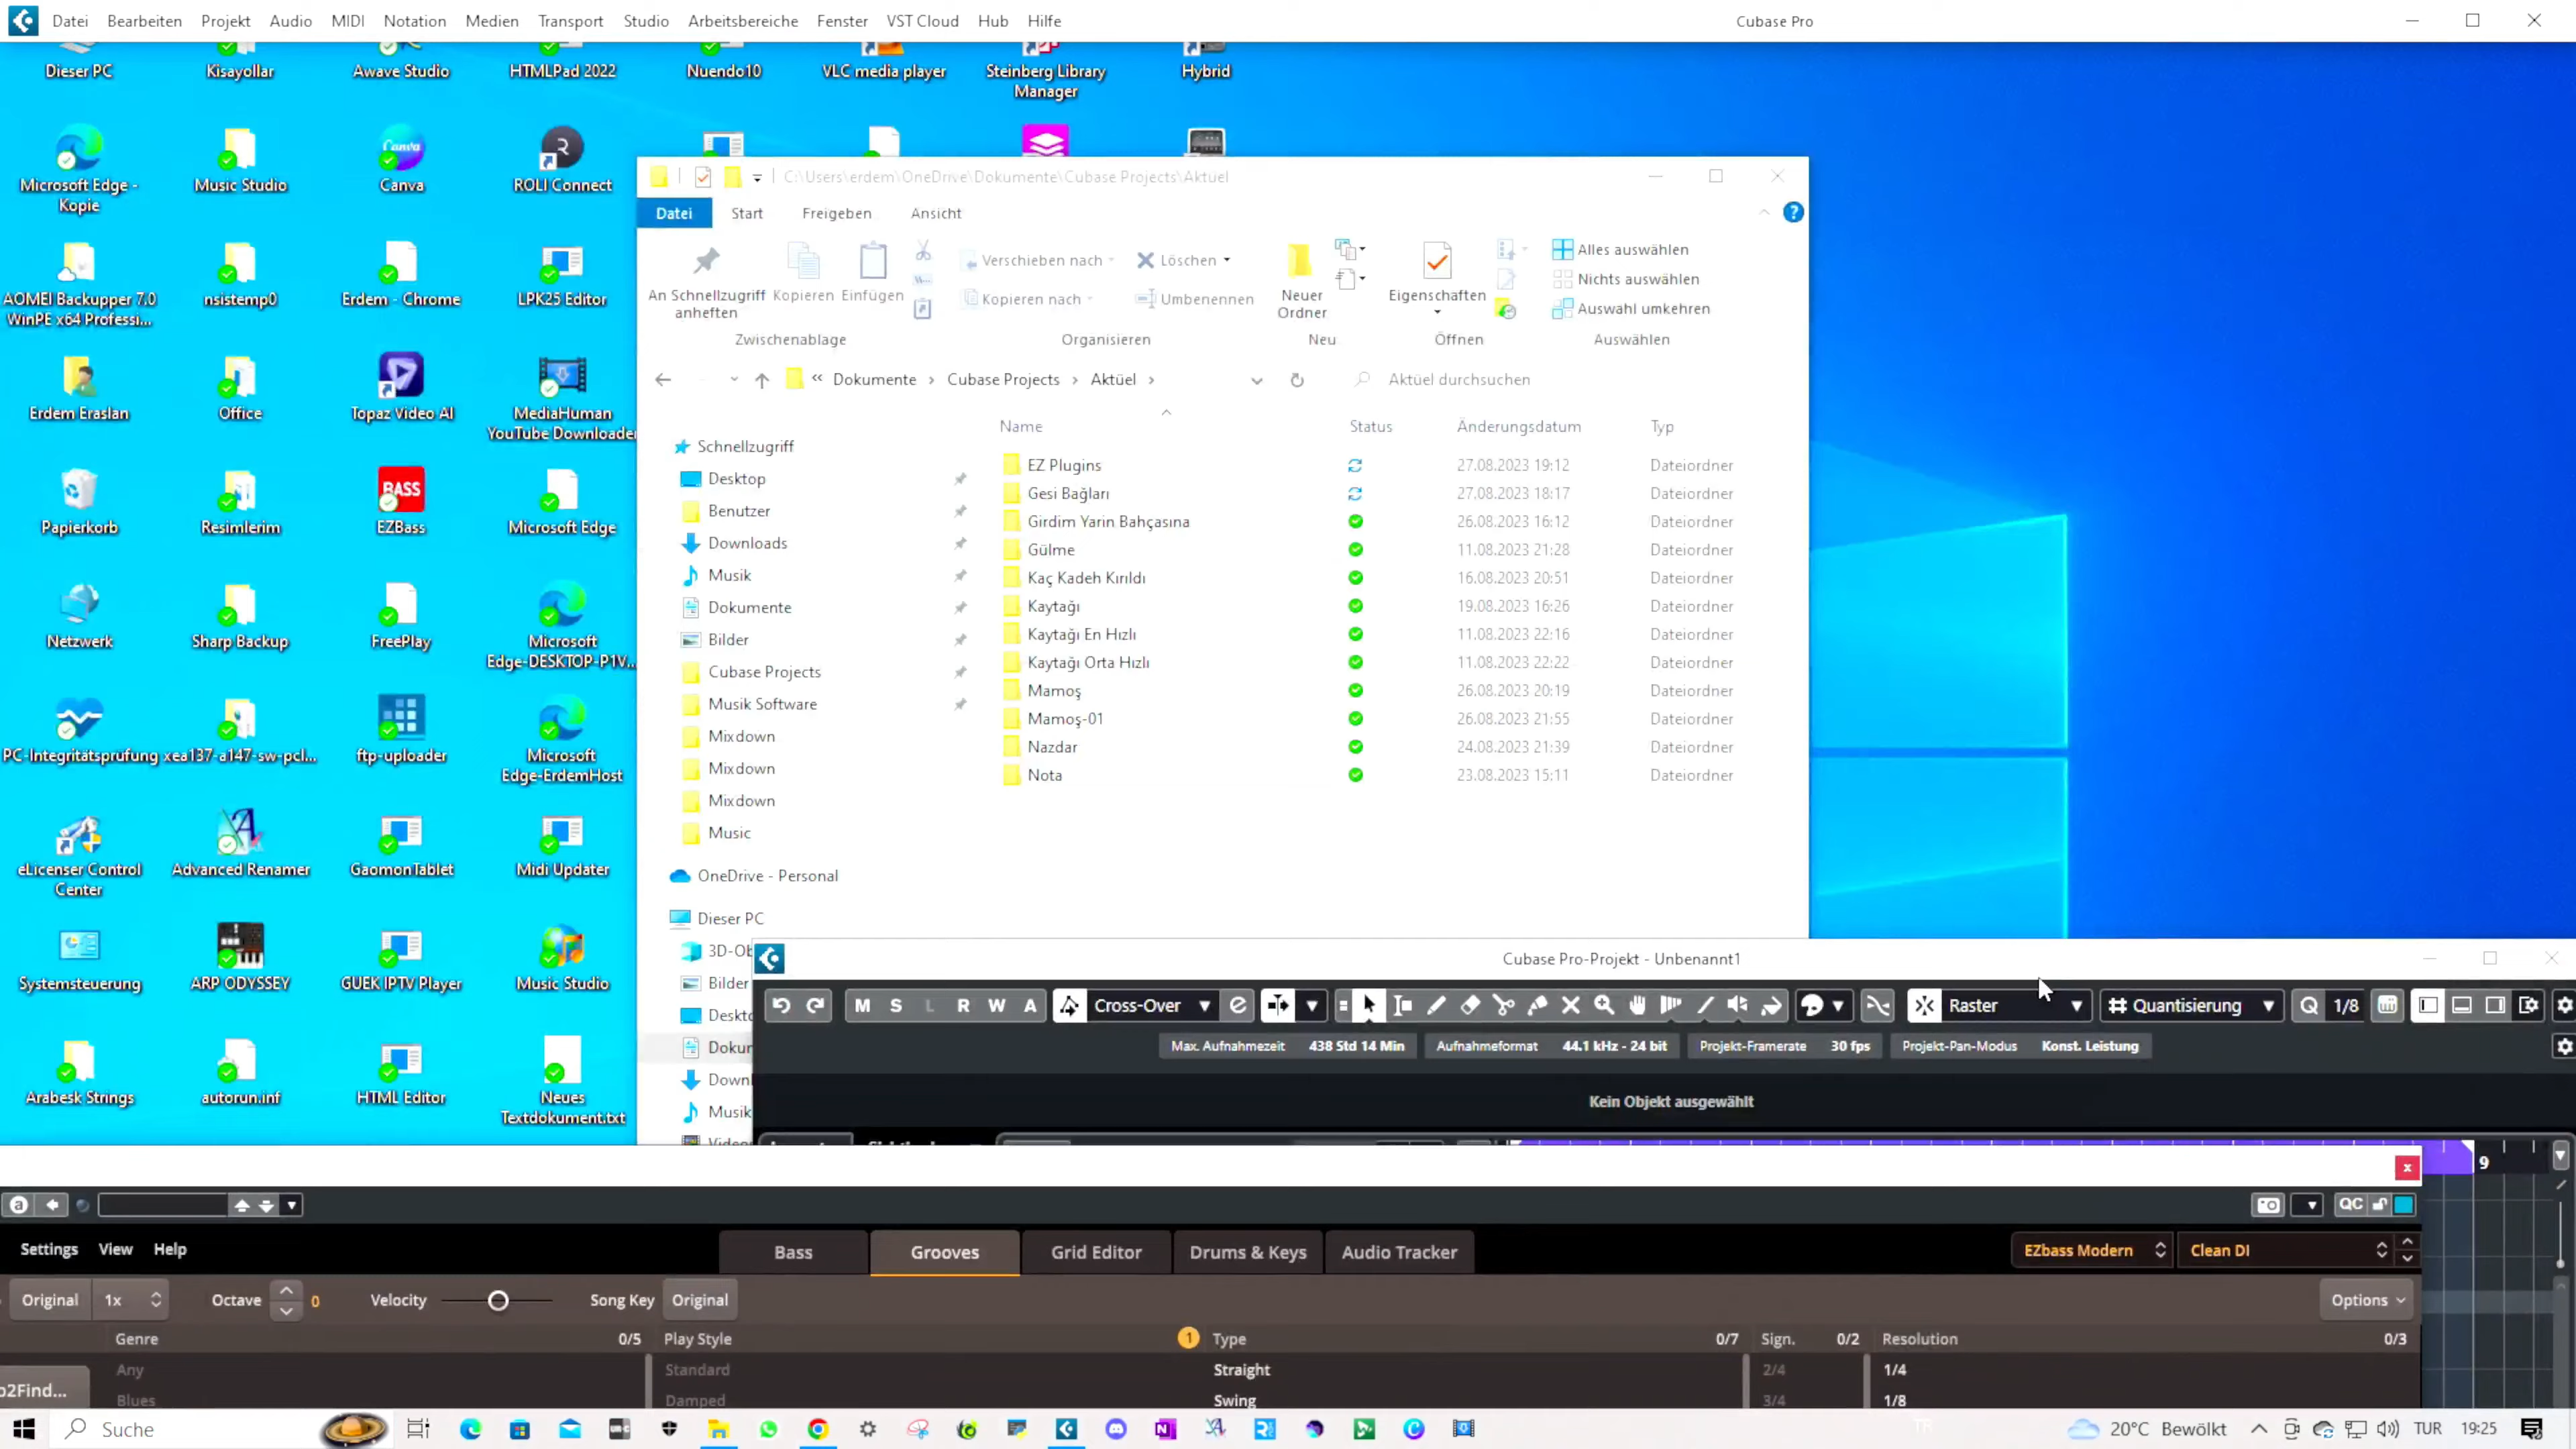 Datei Bearbeiten Projekt Audio MIDI Notation Medien Transport Studio Arbeitsbereiche Fenster VST Cloud Hub Hilfe Cubase Pro
Dieser PC Kisayollar Awave Studio HTMLPad 2022 Nuendo10 VLC media player Steinberg Library Manager Hybrid
Microsoft Edge - Kopie Music Studio Canva ROLI Connect
AOMEI Backupper 7.0 WinPE x64 Professi... nsistemp0 Erdem - Chrome LPK25 Editor
Erdem Eraslan Office Topaz Video AI MediaHuman YouTube Downloader
Papierkorb Resimlerim BASS EZBass Microsoft Edge
Netzwerk Sharp Backup FreePlay Microsoft Edge-DESKTOP-P1V...
PC-Integritätsprüfung xea137-a147-sw-pcl... ftp-uploader Microsoft Edge-ErdemHost
eLicenser Control Center Advanced Renamer GaomonTablet Midi Updater
Systemsteuerung ARP ODYSSEY GUEK IPTV Player Music Studio
Arabesk Strings autorun.inf HTML Editor Neues Textdokument.txt
C:\Users\erdem\OneDrive\Dokumente\Cubase Projects\Aktüel
Datei Start Freigeben Ansicht
An Schnellzugriff anheften Kopieren Einfügen
Verschieben nach Löschen
Kopieren nach Umbenennen
Neuer Ordner Eigenschaften
Alles auswählen
Nichts auswählen
Auswahl umkehren
Zwischenablage Organisieren Neu Öffnen Auswählen
« Dokumente › Cubase Projects › Aktüel › Aktüel durchsuchen
Name Status Änderungsdatum Typ
EZ Plugins 27.08.2023 19:12 Dateiordner
Gesi Bağları 27.08.2023 18:17 Dateiordner
Girdim Yarin Bahçasına 26.08.2023 16:12 Dateiordner
Gülme 11.08.2023 21:28 Dateiordner
Kaç Kadeh Kırıldı 16.08.2023 20:51 Dateiordner
Kaytağı 19.08.2023 16:26 Dateiordner
Kaytağı En Hızlı 11.08.2023 22:16 Dateiordner
Kaytağı Orta Hızlı 11.08.2023 22:22 Dateiordner
Mamoş 26.08.2023 20:19 Dateiordner
Mamoş-01 26.08.2023 21:55 Dateiordner
Nazdar 24.08.2023 21:39 Dateiordner
Nota 23.08.2023 15:11 Dateiordner
Schnellzugriff
Desktop
Benutzer
Downloads
Musik
Dokumente
Bilder
Cubase Projects
Musik Software
Mixdown
Mixdown
Mixdown
Music
OneDrive - Personal
Dieser PC
3D-Ob
Bilder
Deskto
Dokur
Downl
Musik
Cubase Pro-Projekt - Unbenannt1
M S L R W A Cross-Over Raster Quantisierung Q 1/8
Max. Aufnahmezeit 438 Std 14 Min Aufnahmeformat 44.1 kHz - 24 bit Projekt-Framerate 30 fps Projekt-Pan-Modus Konst. Leistung
Kein Objekt ausgewählt
9
QC
Settings View Help Bass Grooves Grid Editor Drums & Keys Audio Tracker EZbass Modern Clean DI
Original 1x Octave 0 Velocity Song Key Original Options
Genre 0/5 Play Style 1 Type 0/7 Sign. 0/2 Resolution 0/3
Any Standard Straight 2/4 1/4
Blues Damped Swing 3/4 1/8
2Find...
Suche 20°C Bewölkt TUR 19:25